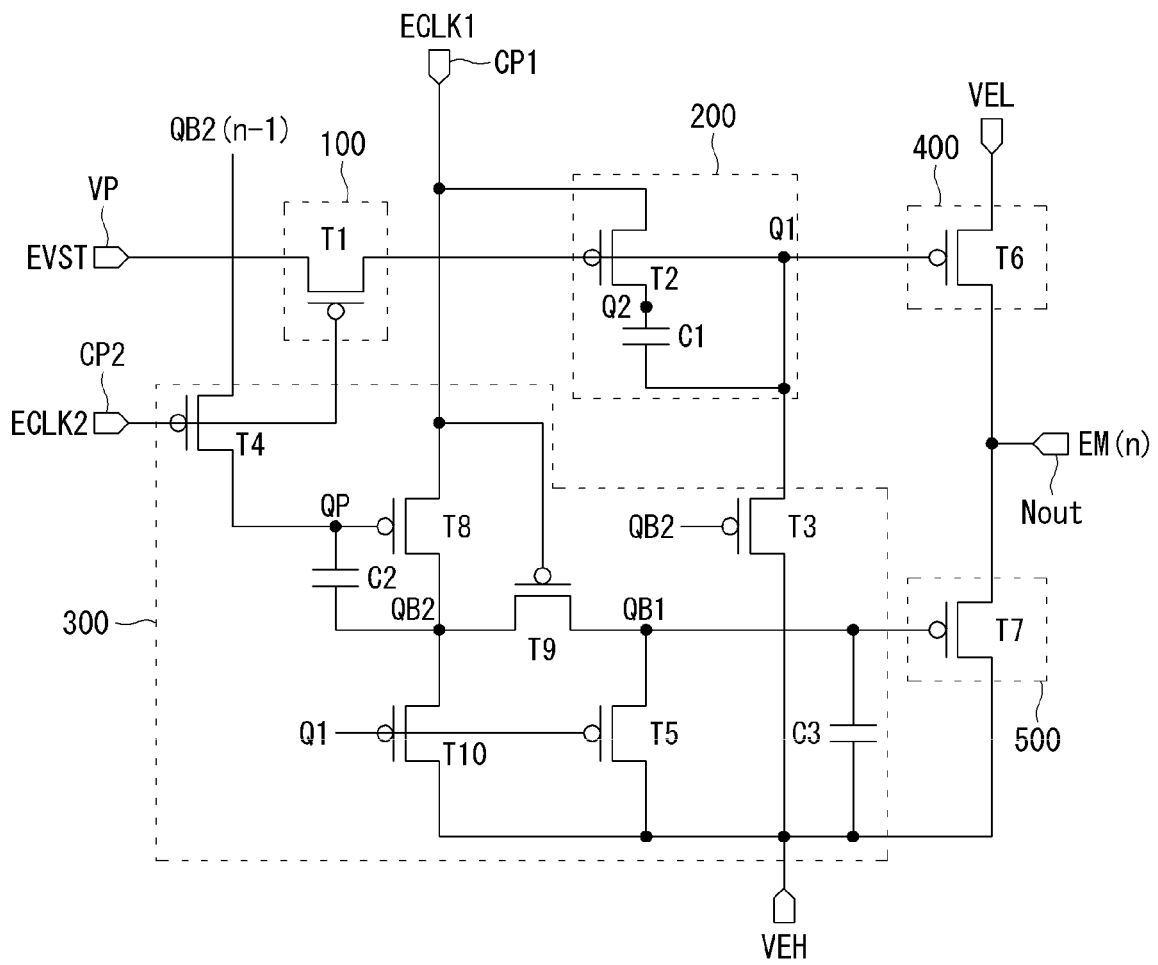 ECLK1
CP1
VEL
QB2(n-1)
100
200
400
VP
T1
Q1
EVST
T2
T6
Q2
C1
CP2
ECLK2
T4
EM(n)
QP
T8
QB2
T3
Nout
C2
300
QB2
QB1
T9
T7
Q1
T10
T5
C3
500
VEH